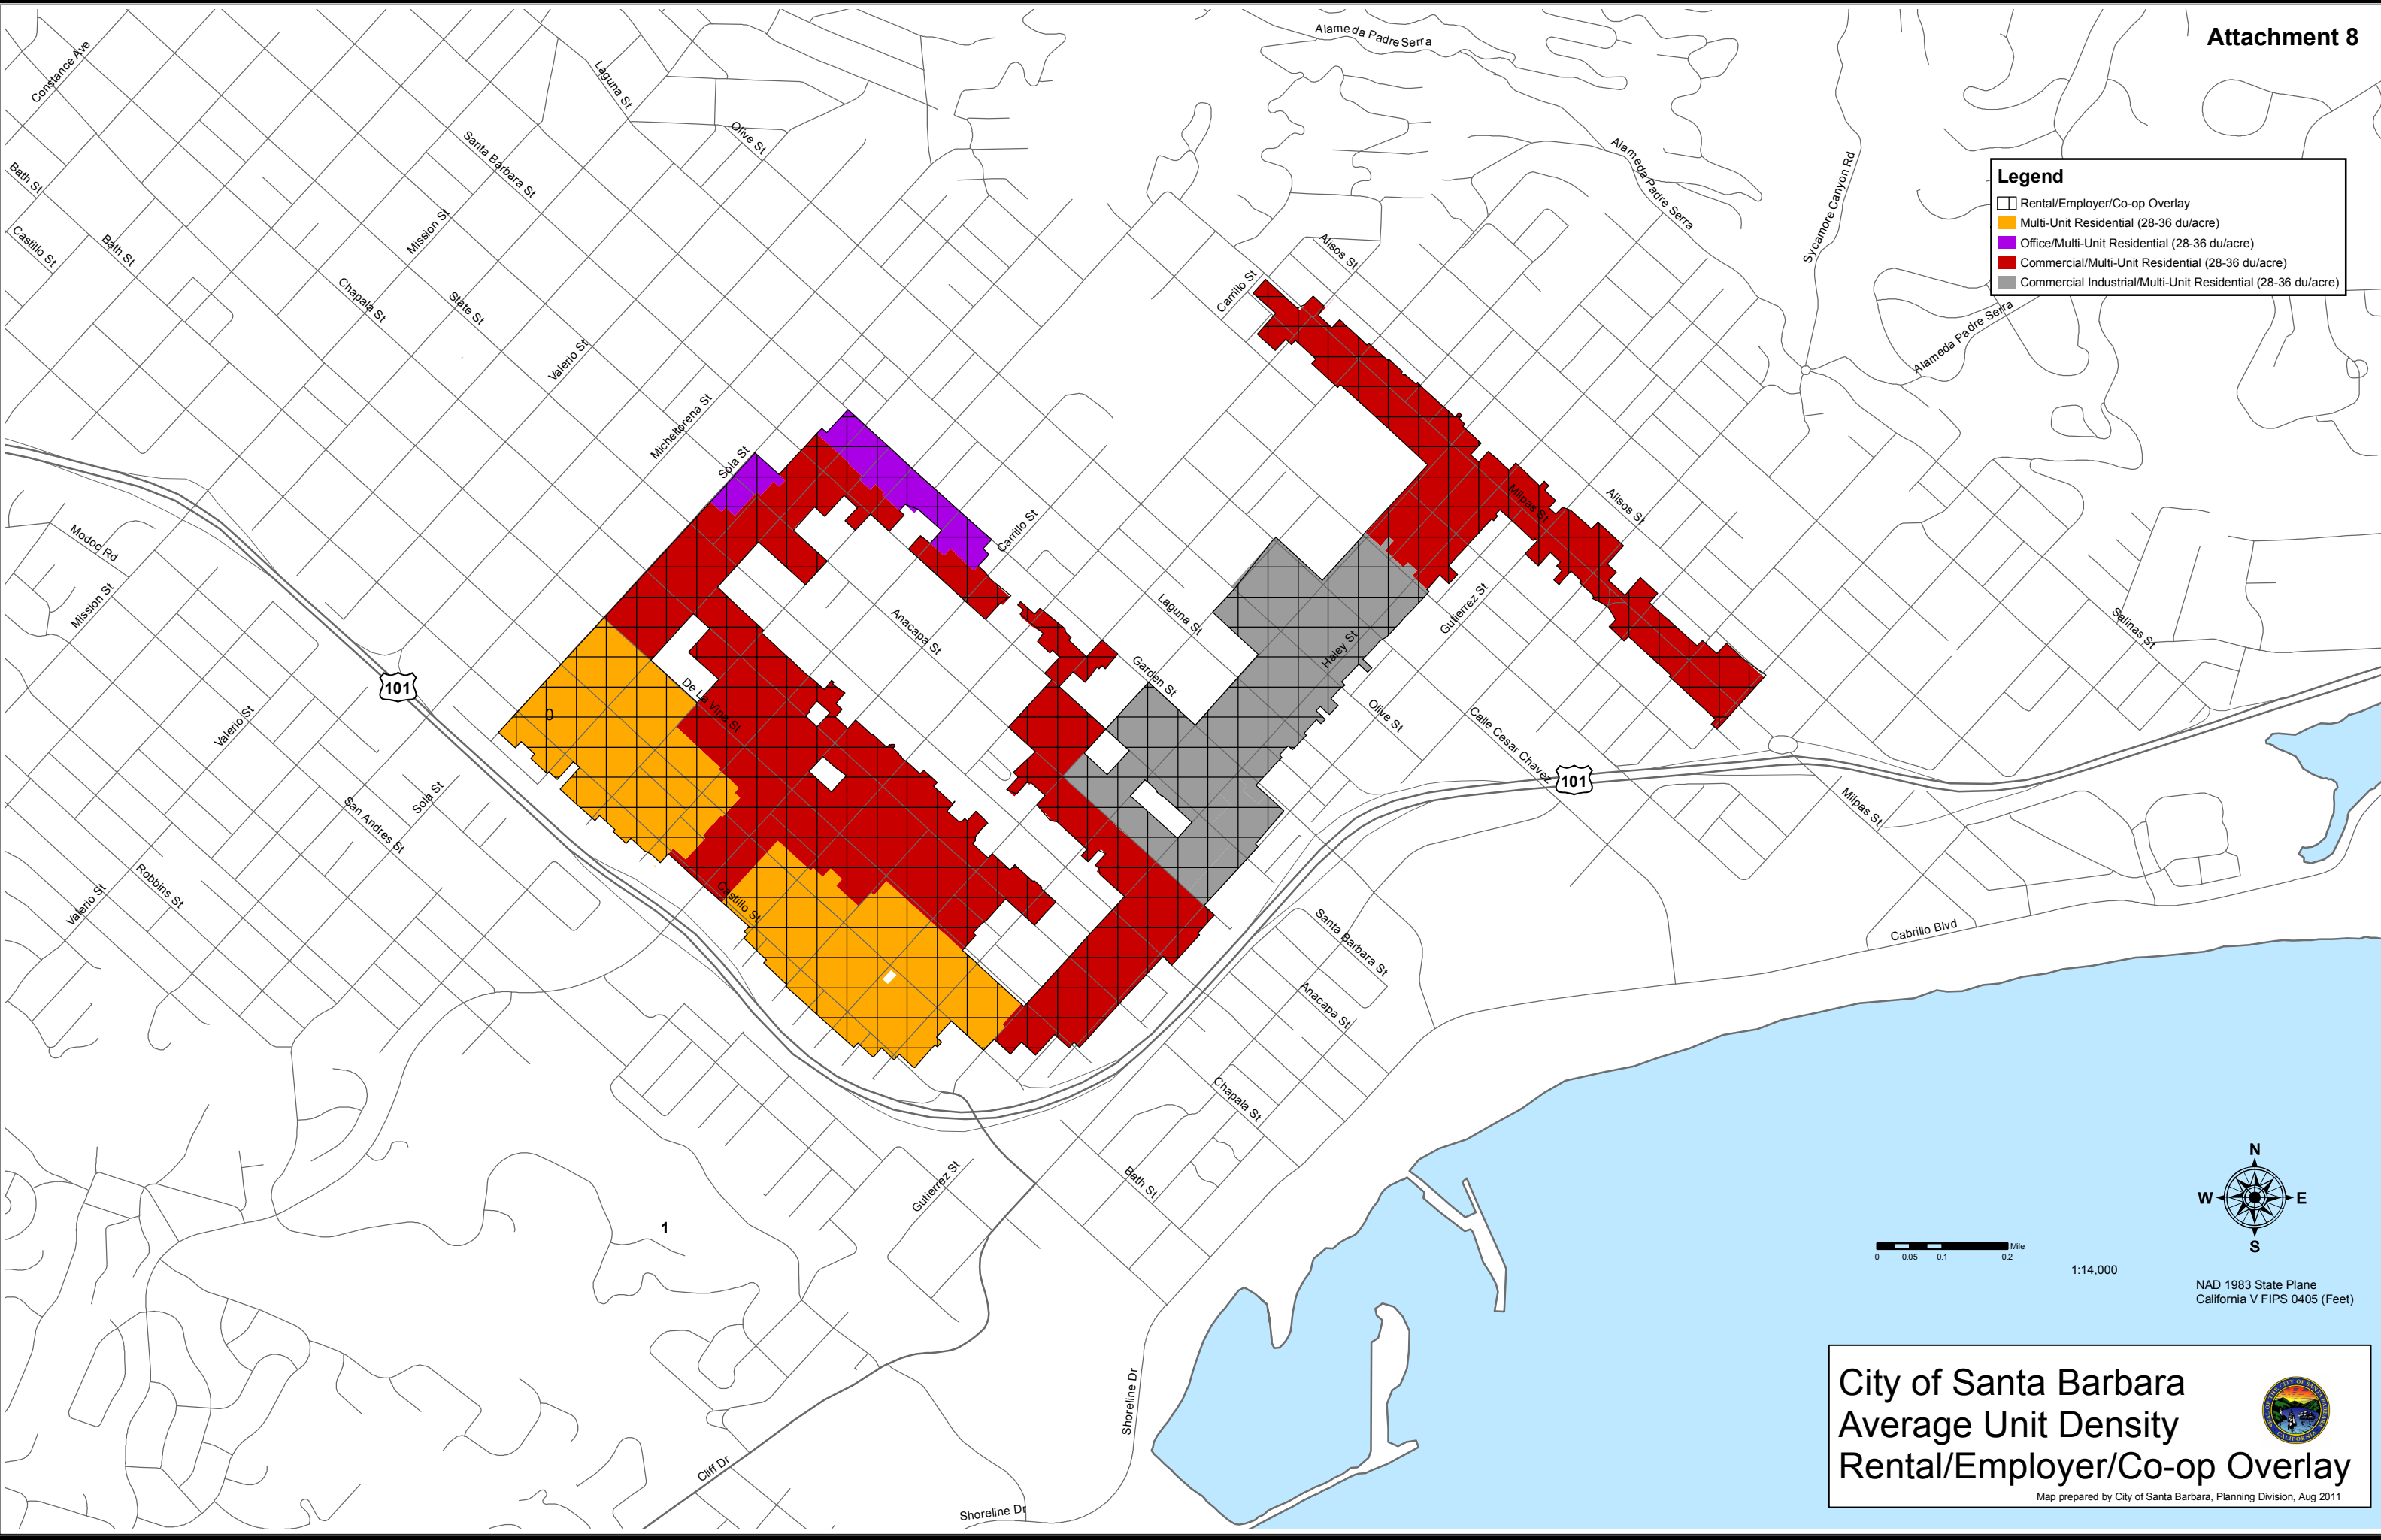 Attachment 8
Alameda Padre Serra
Constance Ave
Laguna St
Olive St
Santa Barbara St
Alameda Padre Serra
Sycamore Canyon Rd
Legend
Rental/Employer/Co-op Overlay
Multi-Unit Residential (28-36 du/acre)
Office/Multi-Unit Residential (28-36 du/acre)
Commercial/Multi-Unit Residential (28-36 du/acre)
Commercial Industrial/Multi-Unit Residential (28-36 du/acre)
Bath St
Castillo St
Bath St
Mission St
Chapala St
State St
Valerio St
Alisos St
Carrillo St
Alameda Padre Serra
Micheltorena St
Sola St
Milpas St
Alisos St
Carrillo St
Modoc Rd
Mission St
Anacapa St
Laguna St
Gutierrez St
Haley St
Salinas St
Garden St
101
De La Vina St
0
Valerio St
Olive St
Calle Cesar Chavez
101
Milpas St
Sola St
San Andres St
Robbins St
Valerio St
Castillo St
Santa Barbara St
Cabrillo Blvd
Anacapa St
Chapala St
Bath St
Gutierrez St
1
N
W
E
S
Mile
0 0.05 0.1 0.2
1:14,000
NAD 1983 State Plane
California V FIPS 0405 (Feet)
Shoreline Dr
Cliff Dr
Shoreline Dr
City of Santa Barbara
Average Unit Density
Rental/Employer/Co-op Overlay
Map prepared by City of Santa Barbara, Planning Division, Aug 2011